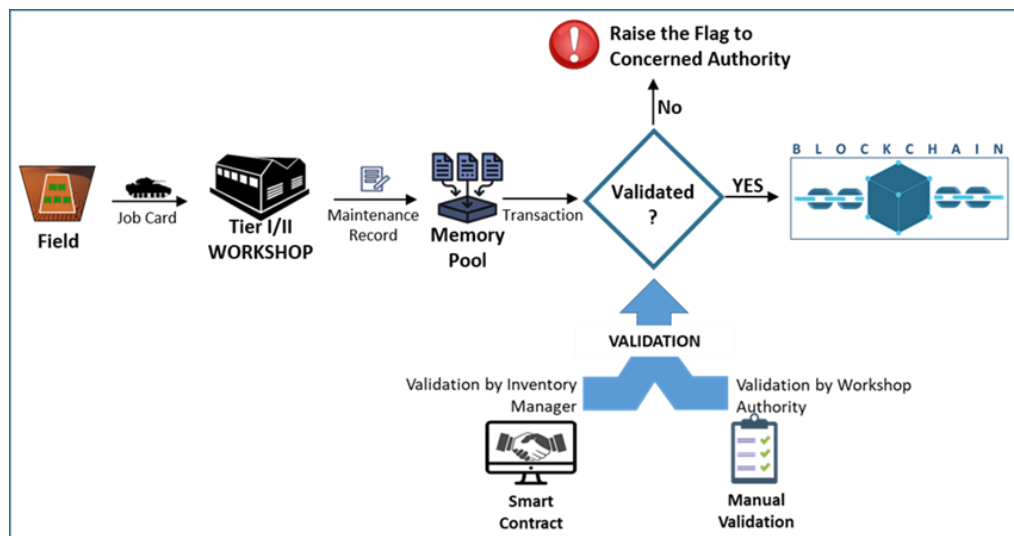 Raise the Flag to
Concerned Authority
No
BLOCKCHAIN
Job Card
Validated
?
YES
Field
Tier I/II
WORKSHOP
Maintenance
Record
Memory
Pool
Transaction
VALIDATION
Validation by Inventory
Manager
Validation by Workshop
Authority
Smart
Contract
Manual
Validation